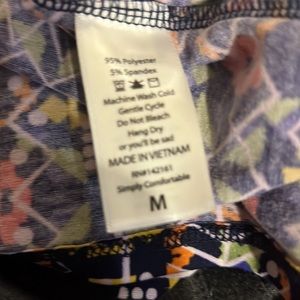 95% Polyester
5% Spandex
Machine Wash Cold
Gentle Cycle
Do Not Bleach
Hang Dry
or you'll be sad
MADE IN VIETNAM
RN#142161
Simply Comfortable
M